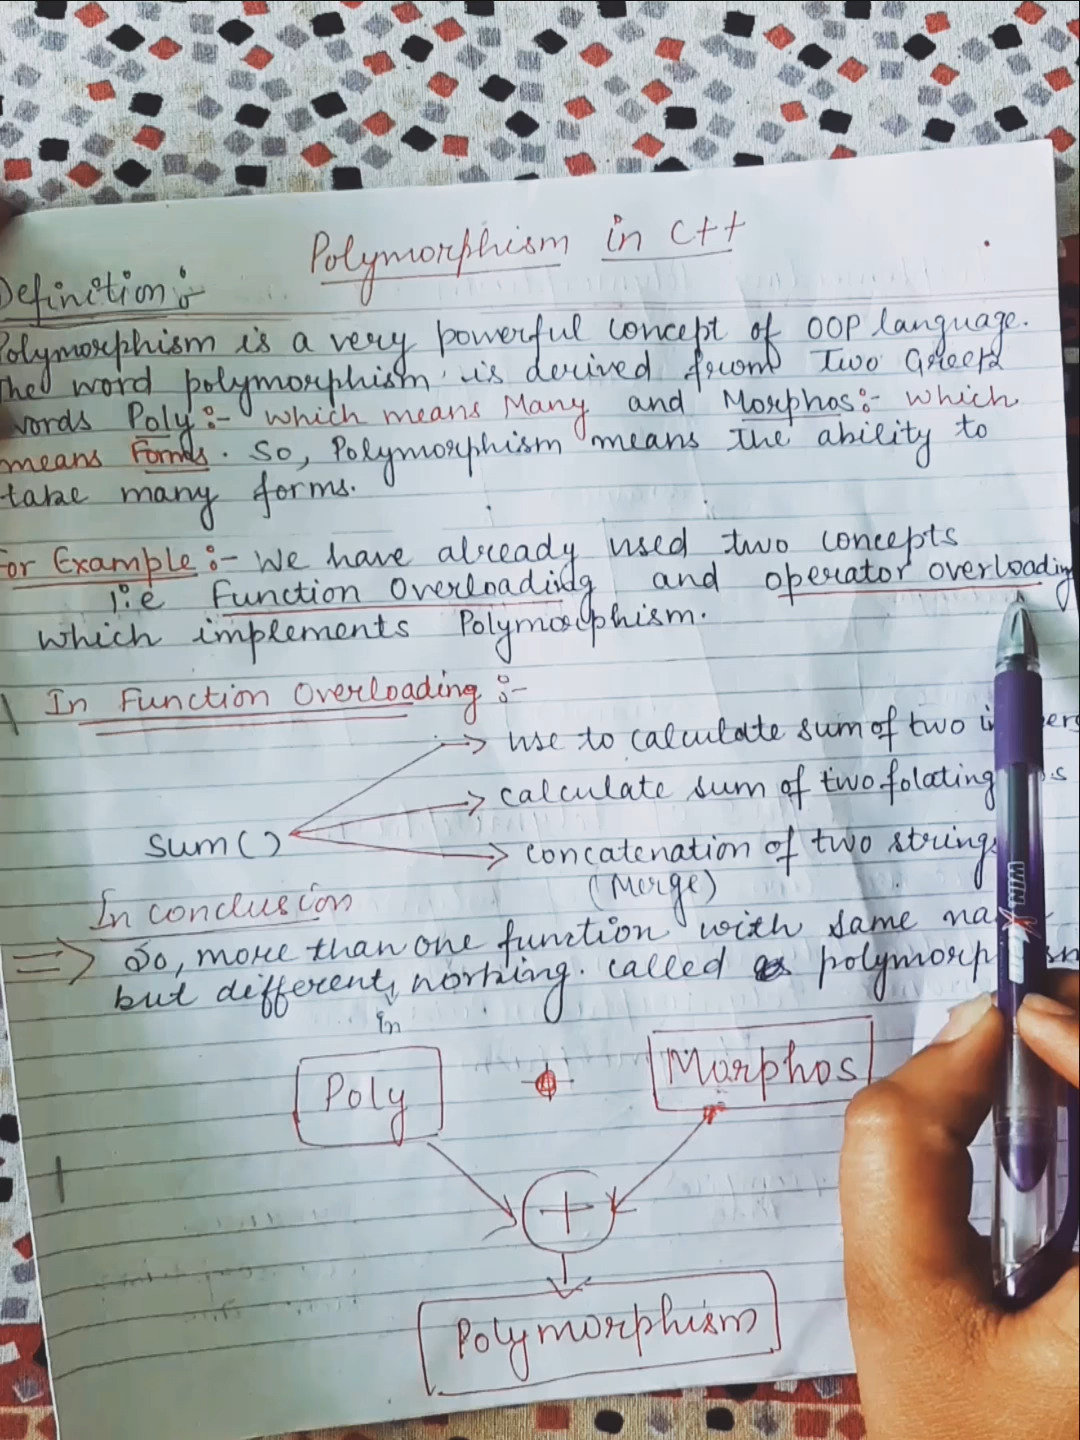 Polymorphism in C++
Definition :-
Polymorphism is a very powerful concept of OOP language.
The word polymorphism is derived from Two Greek
words Poly :- which means Many and Morphos :- which
means Forms. So, Polymorphism means the ability to
take many forms.
For Example :- We have already used two concepts
i.e Function Overloading and operator overloading
which implements Polymorphism.
In Function Overloading :-
use to calculate sum of two
calculate sum of two folating
Sum()
concatenation of two strings
(Merge)
In conclusion
So, more than one function with same
but different, working. called polymorp
in
Poly
Morphos
+
Polymorphism
WIN